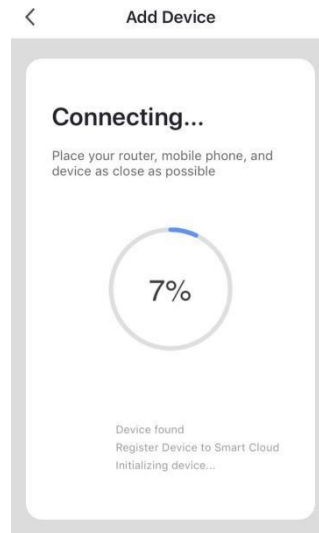 Add Device
Connecting...
Place your router, mobile phone, and
device as close as possible
7%
Device found
Register Device to Smart Cloud
Initializing device...